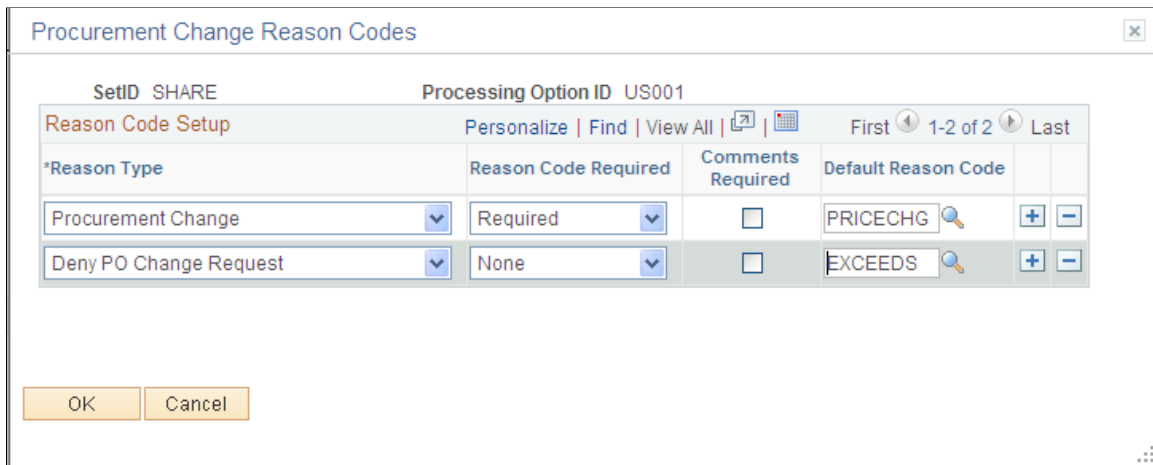 Procurement Change Reason Codes
SetID SHARE Processing Option ID US001
Reason Code Setup Personalize | Find | View All | | First 1-2 of 2 Last
*Reason Type Reason Code Required Comments Required Default Reason Code
Procurement Change Required PRICECHG
Deny PO Change Request None EXCEEDS
OK Cancel